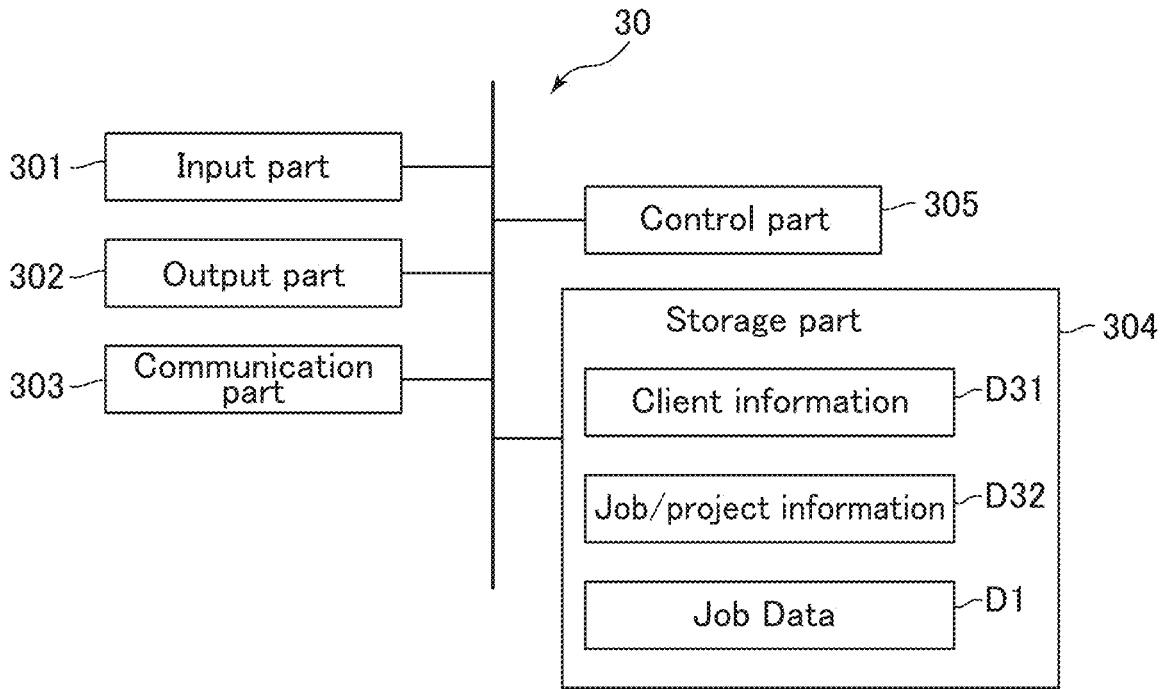 30
301
Input part
Control part
305
302
Output part
Storage part
304
303
Communication
part
Client information
D31
Job/project information
D32
Job Data
D1